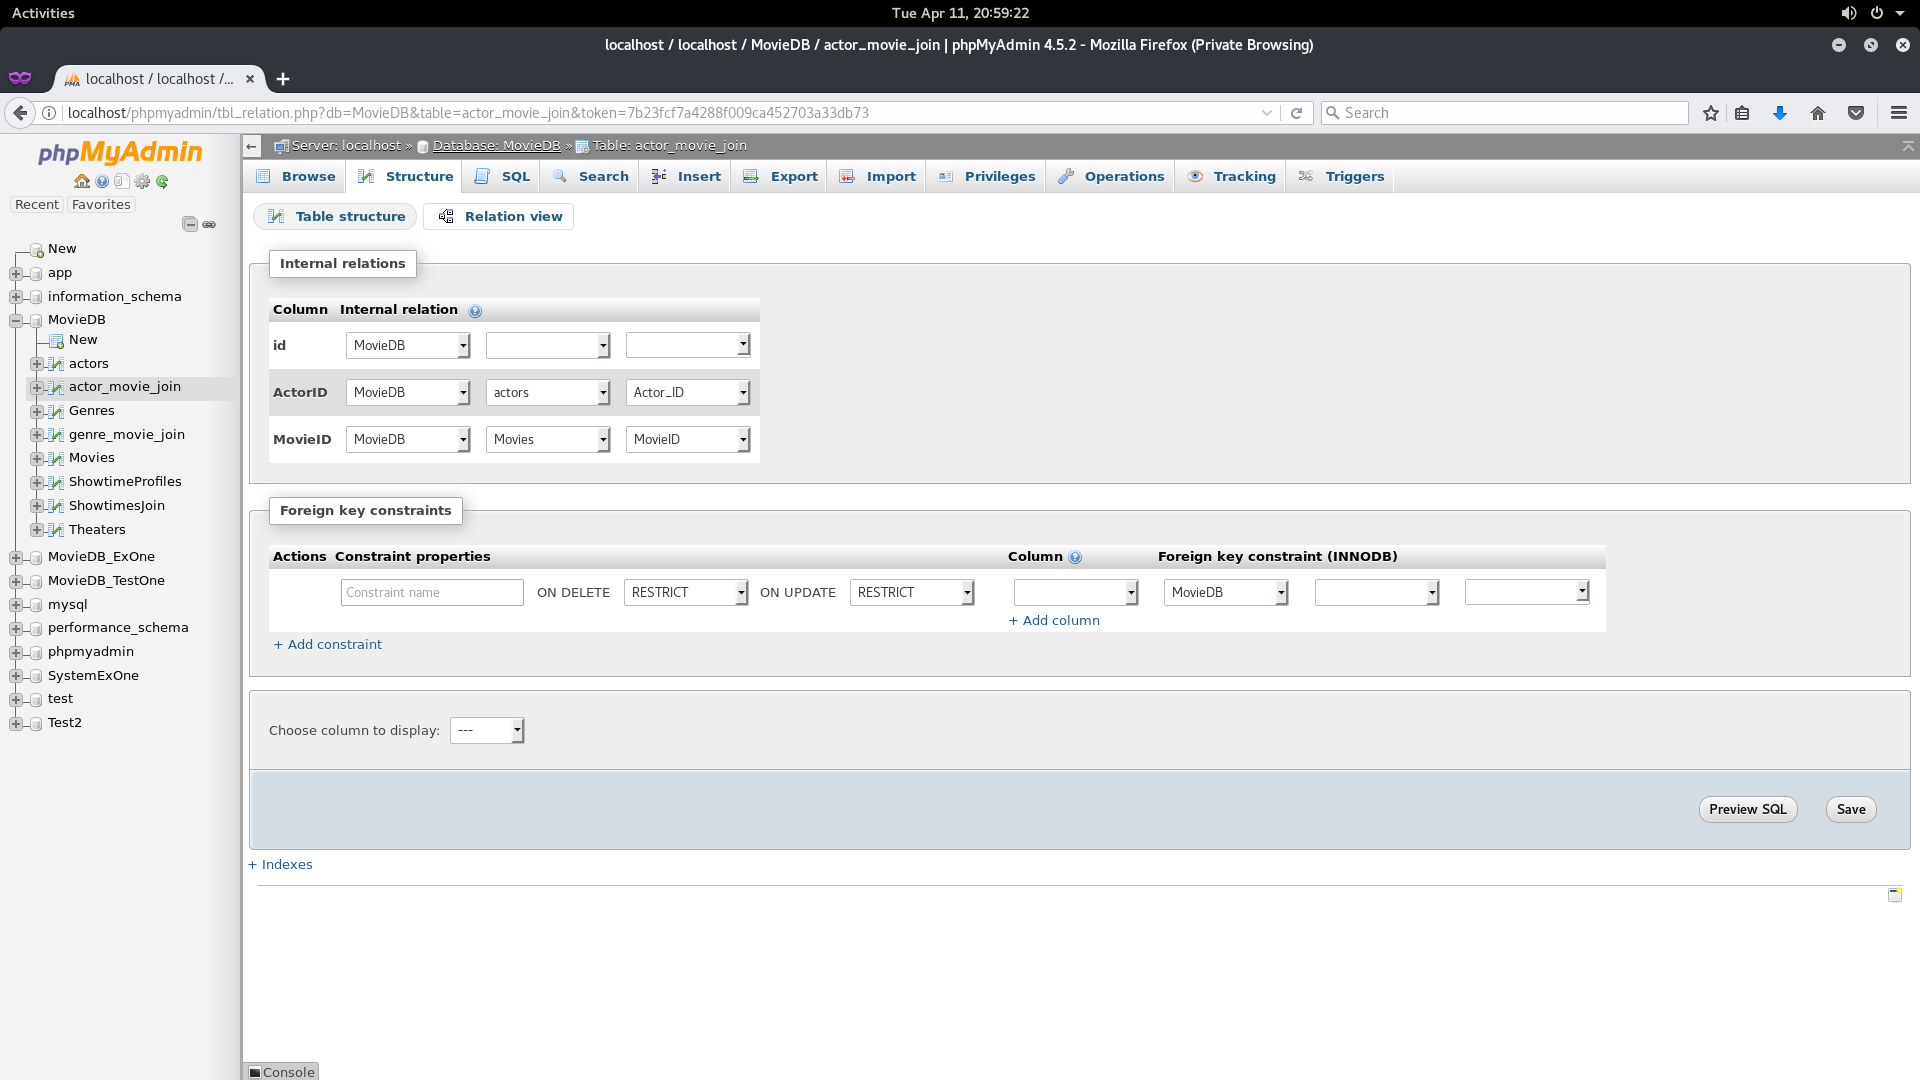 Activities
Tue Apr 11, 20:59:22
localhost / localhost / MovieDB / actor_movie_join | phpMyAdmin 4.5.2 - Mozilla Firefox (Private Browsing)
PMA localhost / localhost /...
localhost/phpmyadmin/tbl_relation.php?db=MovieDB&table=actor_movie_join&token=7b23fcf7a4288f009ca452703a33db73
Search
phpMyAdmin
Recent Favorites
New
app
information_schema
MovieDB
New
actors
actor_movie_join
Genres
genre_movie_join
Movies
ShowtimeProfiles
ShowtimesJoin
Theaters
MovieDB_ExOne
MovieDB_TestOne
mysql
performance_schema
phpmyadmin
SystemExOne
test
Test2
Server: localhost » Database: MovieDB » Table: actor_movie_join
Browse Structure SQL Search Insert Export Import Privileges Operations Tracking Triggers
Table structure Relation view
Internal relations
Column Internal relation
id MovieDB
ActorID MovieDB actors Actor_ID
MovieID MovieDB Movies MovieID
Foreign key constraints
Actions Constraint properties Column Foreign key constraint (INNODB)
Constraint name ON DELETE RESTRICT ON UPDATE RESTRICT MovieDB
+ Add column
+ Add constraint
Choose column to display: ---
Preview SQL Save
+ Indexes
Console